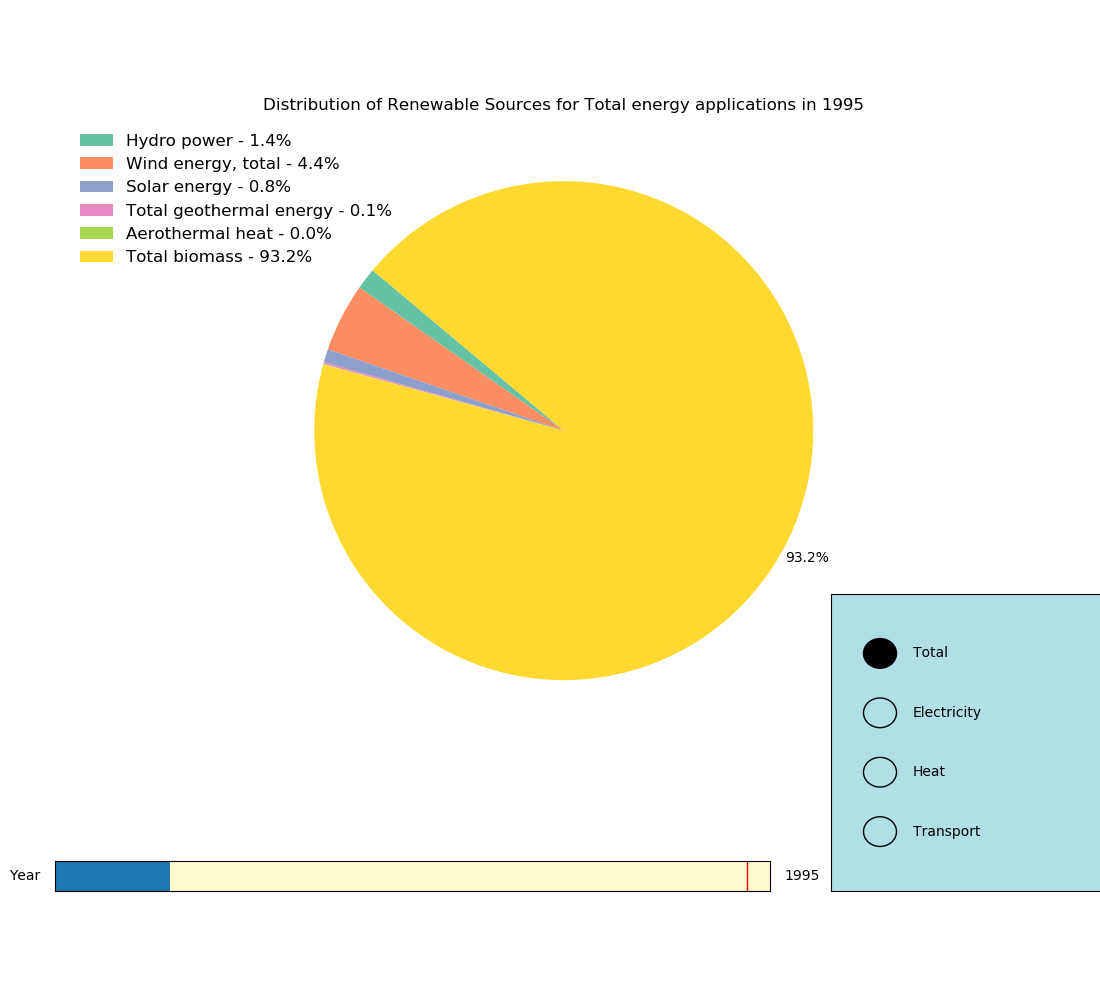 Distribution of Renewable Sources for Total energy applications in 1995
Hydro power - 1.4%
Wind energy, total - 4.4%
Solar energy - 0.8%
Total geothermal energy - 0.1%
Aerothermal heat - 0.0%
Total biomass - 93.2%
93.2%
Total
Electricity
Heat
Transport
Year
1995